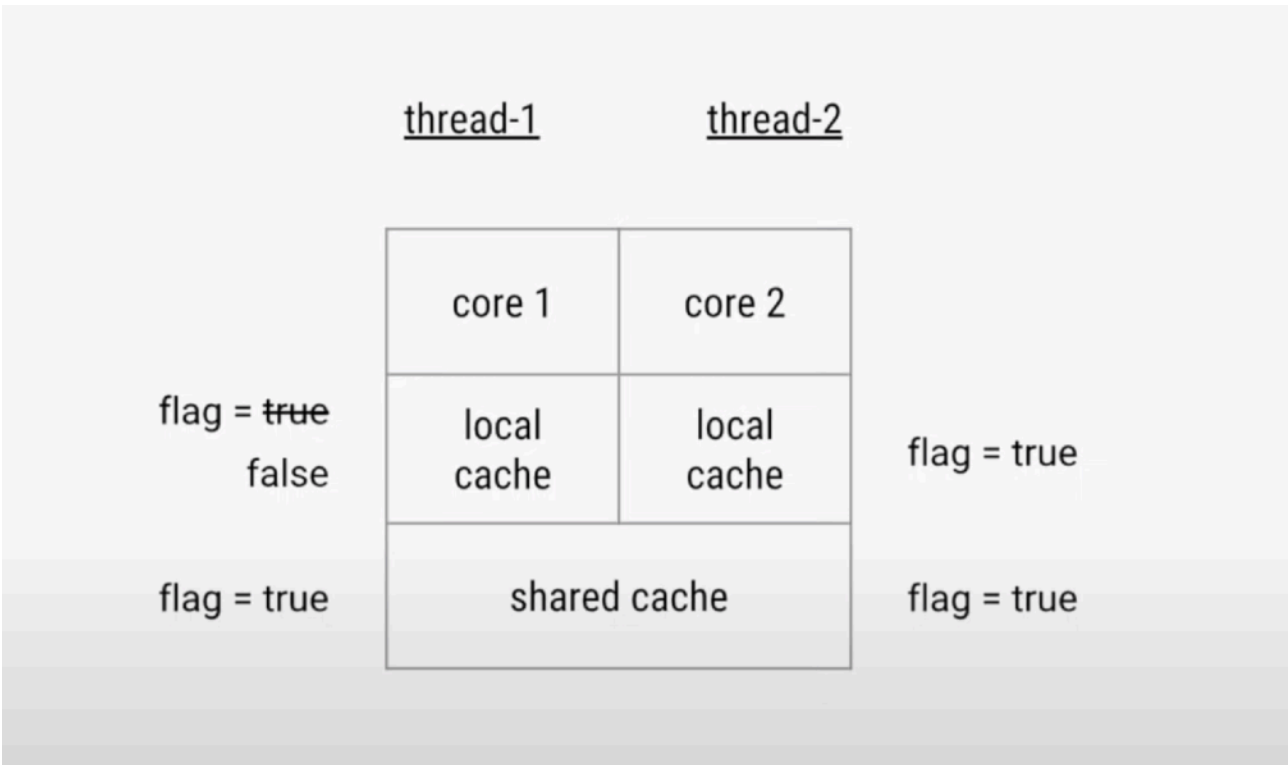 thread-1
thread-2
core 1
core 2
flag = true
false
local
cache
local
cache
flag = true
flag = true
shared cache
flag = true